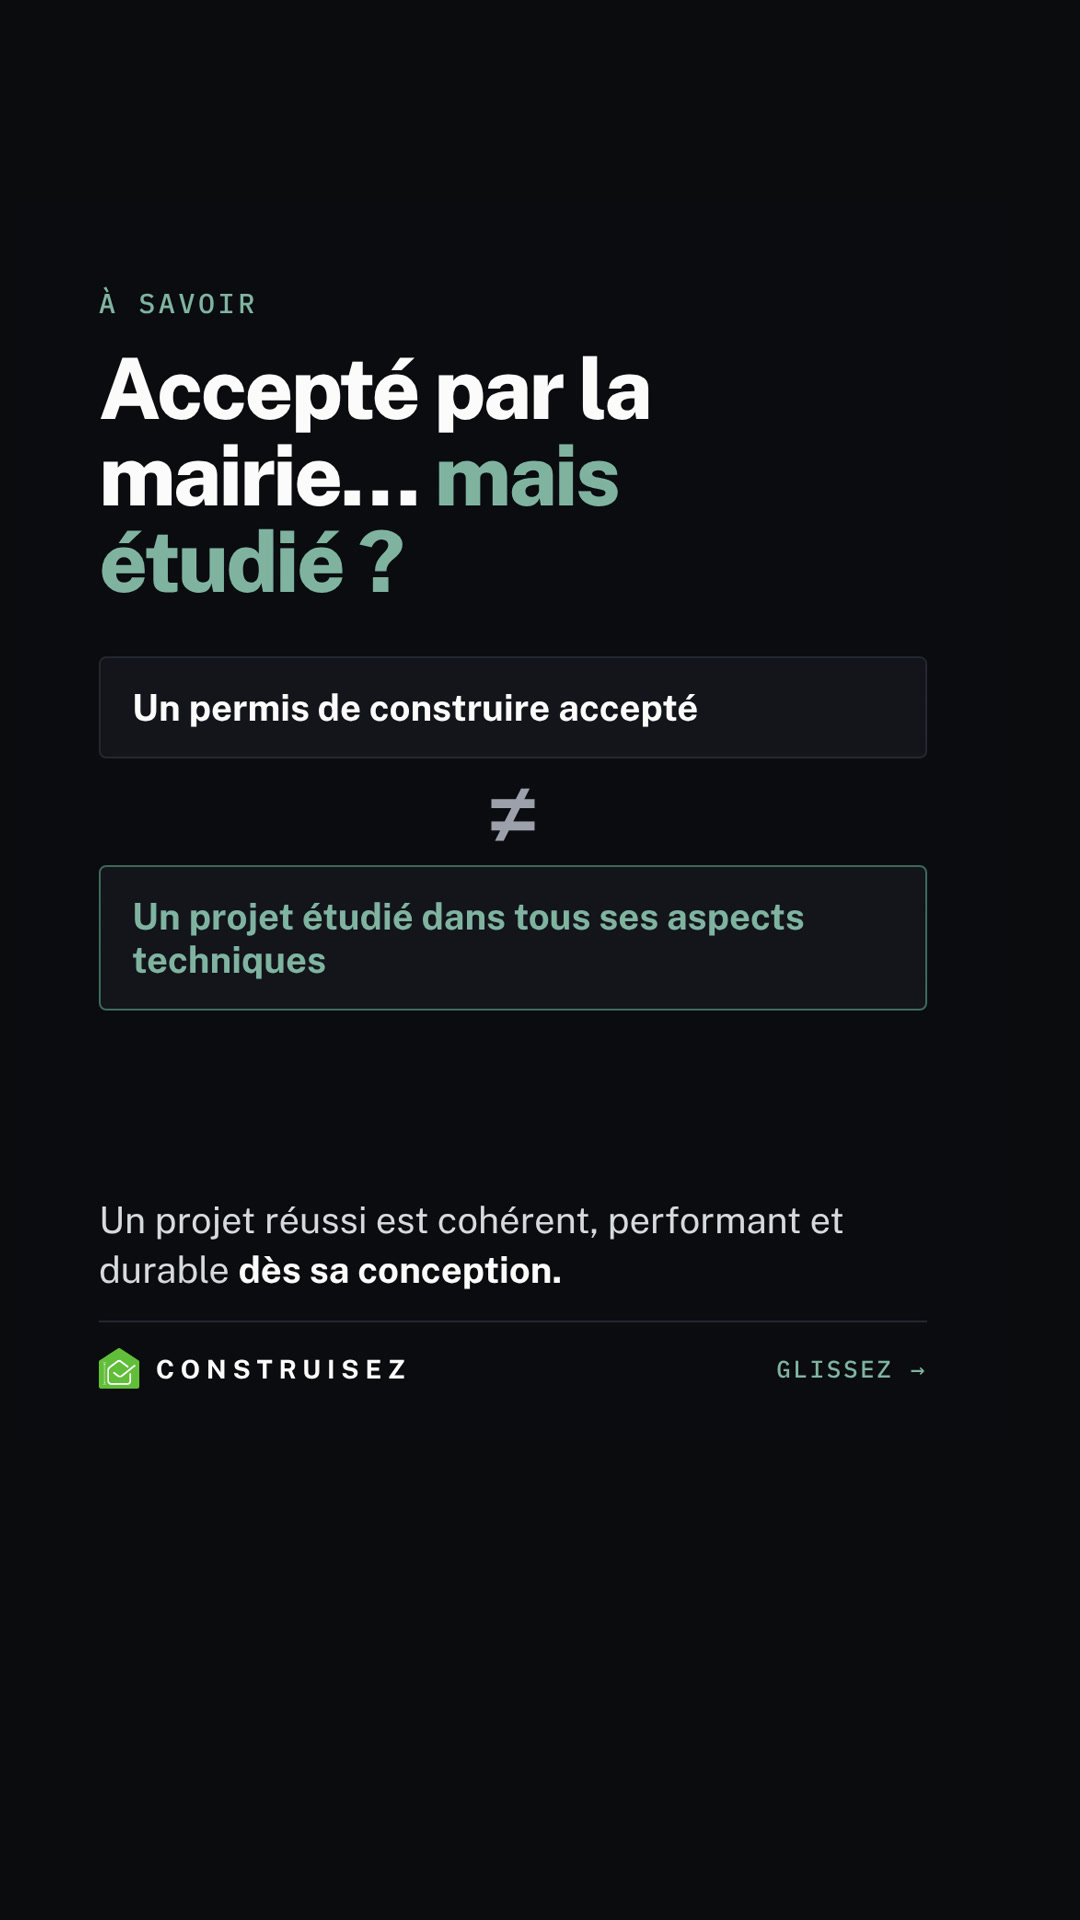 À SAVOIR
Accepté par la
mairie… mais
étudié ?
Un permis de construire accepté
≠
Un projet étudié dans tous ses aspects
techniques
Un projet réussi est cohérent, performant et
durable dès sa conception.
CONSTRUISEZ
GLISSEZ →